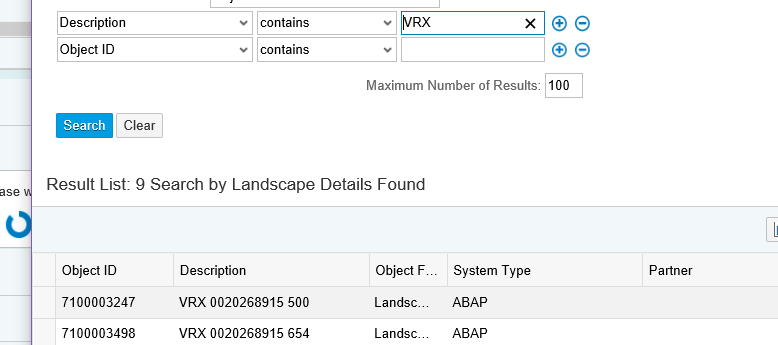 Description contains VRX
Object ID contains
Maximum Number of Results: 100
Search Clear
ase w
Result List: 9 Search by Landscape Details Found
Object ID Description Object F... System Type Partner
7100003247 VRX 0020268915 500 Landsc... ABAP
7100003498 VRX 0020268915 654 Landsc... ABAP